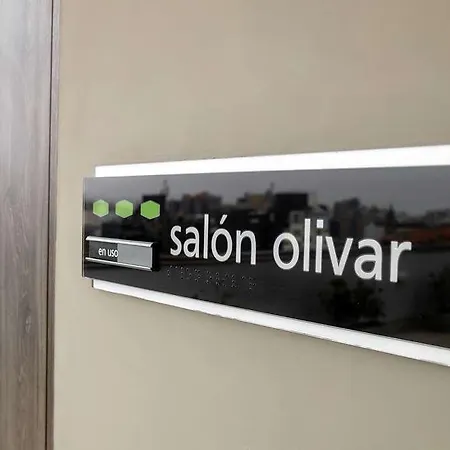 salón olivar
en uso